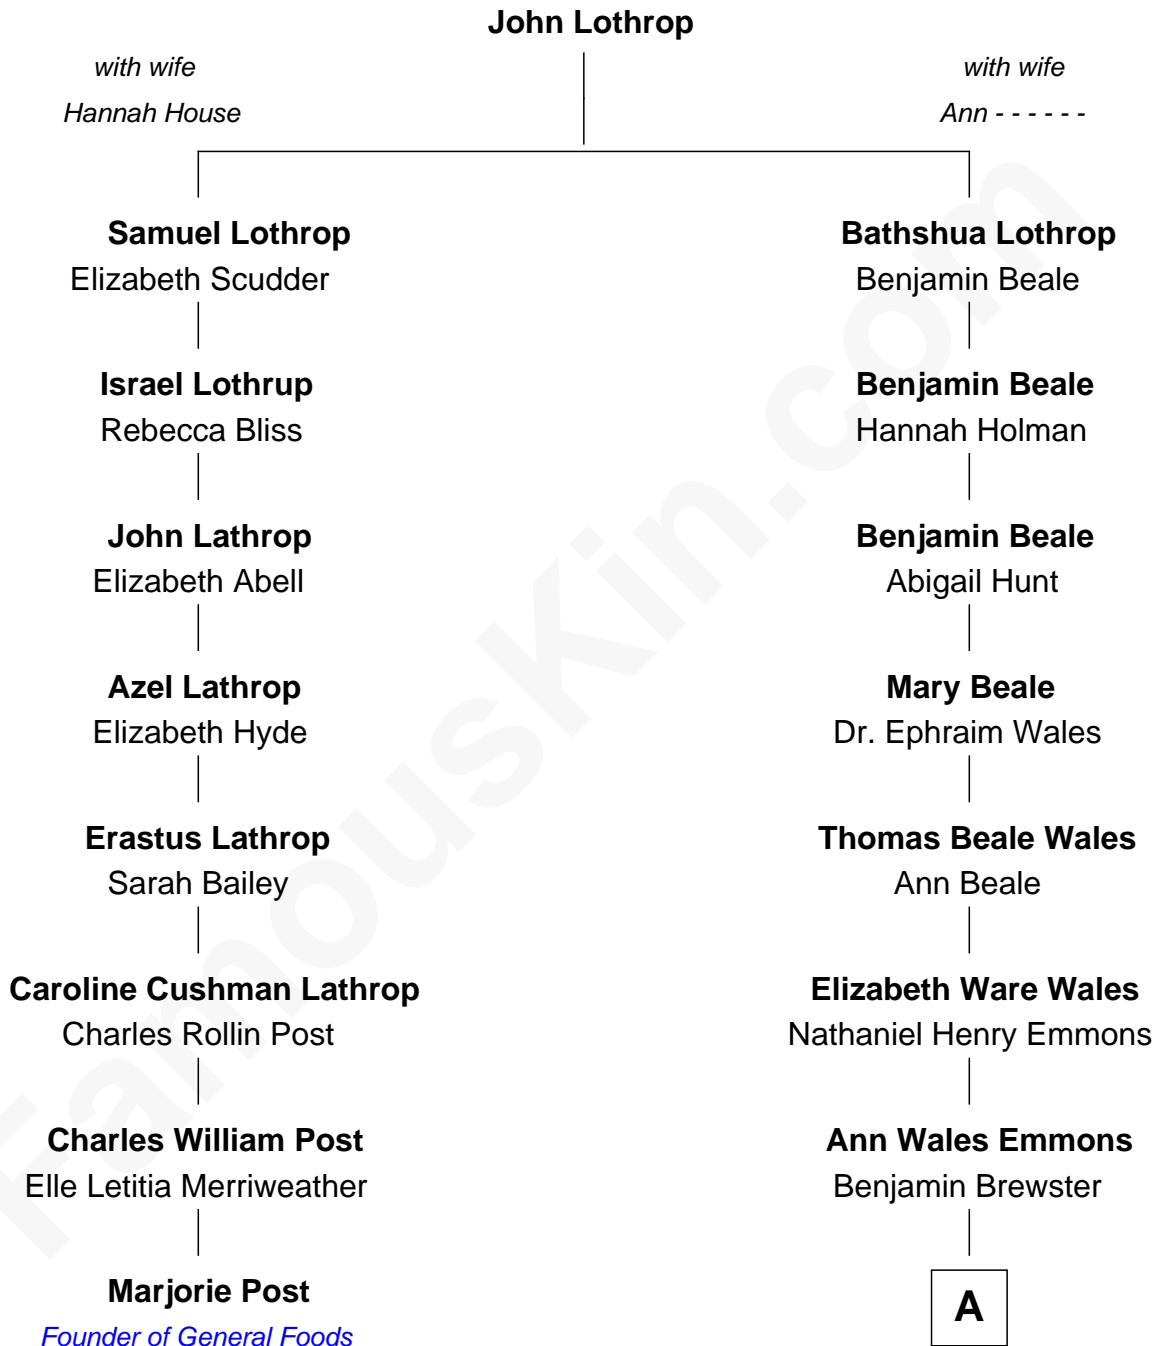 John Lothrop
with wife
Hannah House
with wife
Ann - - - - - -
Samuel Lothrop
Elizabeth Scudder
Bathshua Lothrop
Benjamin Beale
Israel Lothrup
Rebecca Bliss
Benjamin Beale
Hannah Holman
John Lathrop
Elizabeth Abell
Benjamin Beale
Abigail Hunt
Azel Lathrop
Elizabeth Hyde
Mary Beale
Dr. Ephraim Wales
Erastus Lathrop
Sarah Bailey
Thomas Beale Wales
Ann Beale
Caroline Cushman Lathrop
Charles Rollin Post
Elizabeth Ware Wales
Nathaniel Henry Emmons
Charles William Post
Elle Letitia Merriweather
Ann Wales Emmons
Benjamin Brewster
Marjorie Post
Founder of General Foods
A
FamousKin.com